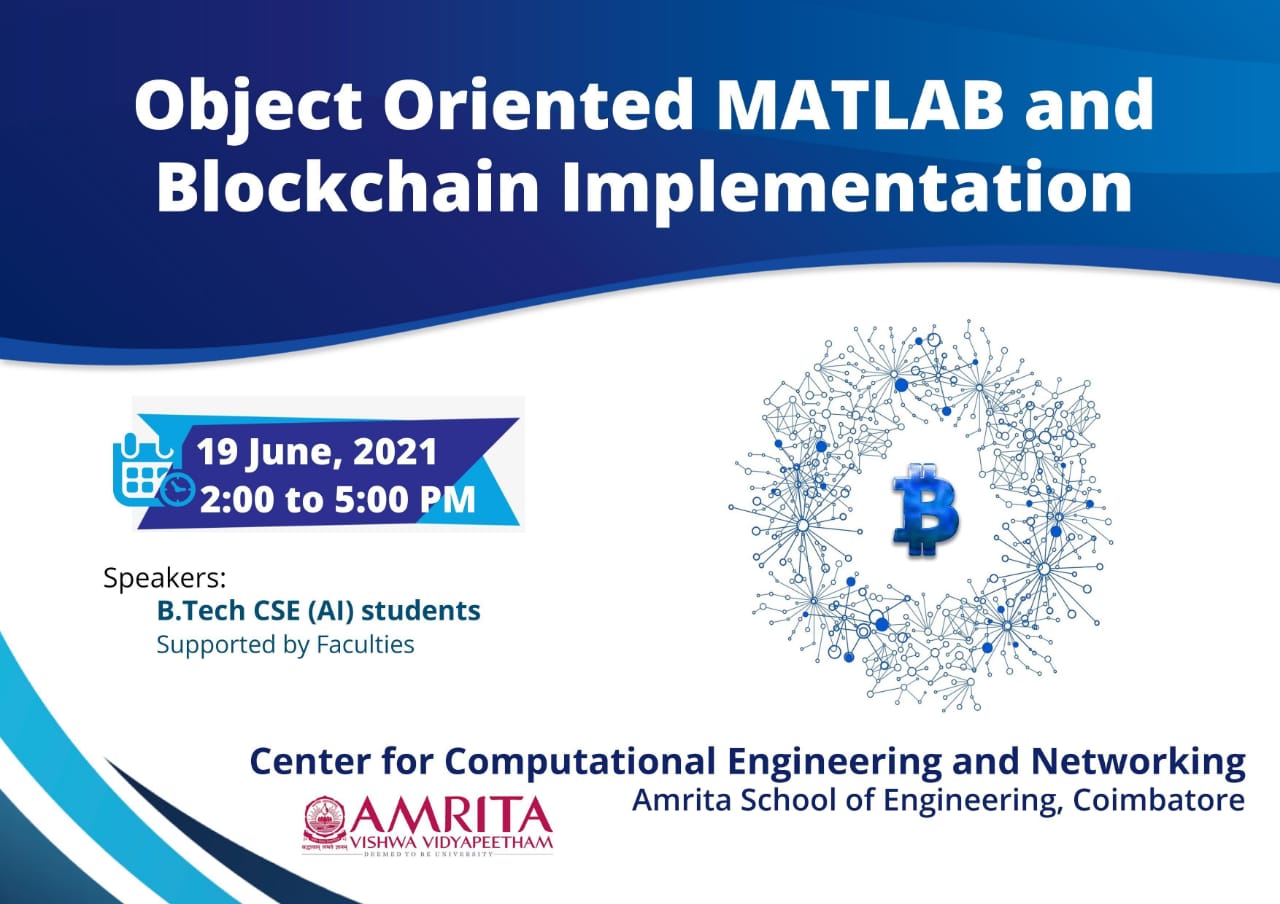 Object Oriented MATLAB and
Blockchain Implementation
19 June, 2021
2:00 to 5:00 PM
Speakers:
B.Tech CSE (AI) students
Supported by Faculties
Center for Computational Engineering and Networking
Amrita School of Engineering, Coimbatore
AMRITA
VISHWA VIDYAPEETHAM
DEEMED TO BE UNIVERSITY